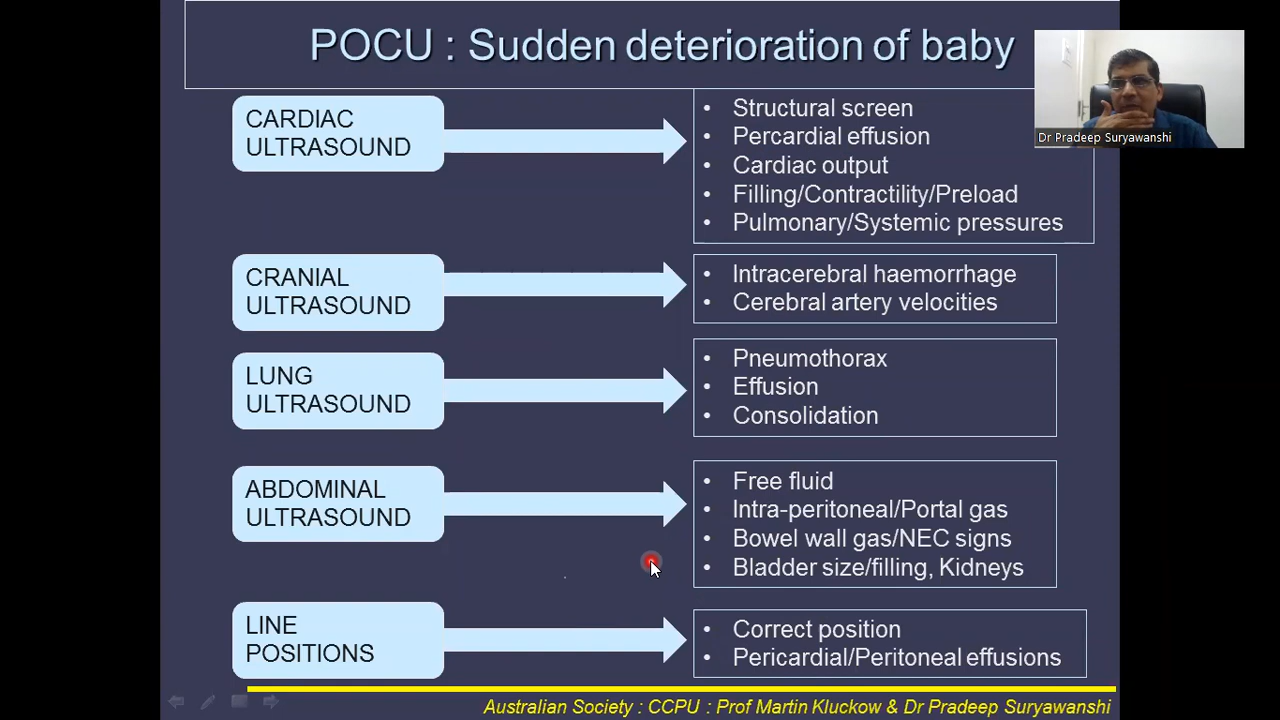 POCU : Sudden deterioration of baby
Dr Pradeep Suryawanshi
CARDIAC
ULTRASOUND
• Structural screen
• Percardial effusion
• Cardiac output
• Filling/Contractility/Preload
• Pulmonary/Systemic pressures
CRANIAL
ULTRASOUND
• Intracerebral haemorrhage
• Cerebral artery velocities
LUNG
ULTRASOUND
• Pneumothorax
• Effusion
• Consolidation
ABDOMINAL
ULTRASOUND
• Free fluid
• Intra-peritoneal/Portal gas
• Bowel wall gas/NEC signs
• Bladder size/filling, Kidneys
LINE
POSITIONS
• Correct position
• Pericardial/Peritoneal effusions
Australian Society : CCPU : Prof Martin Kluckow & Dr Pradeep Suryawanshi